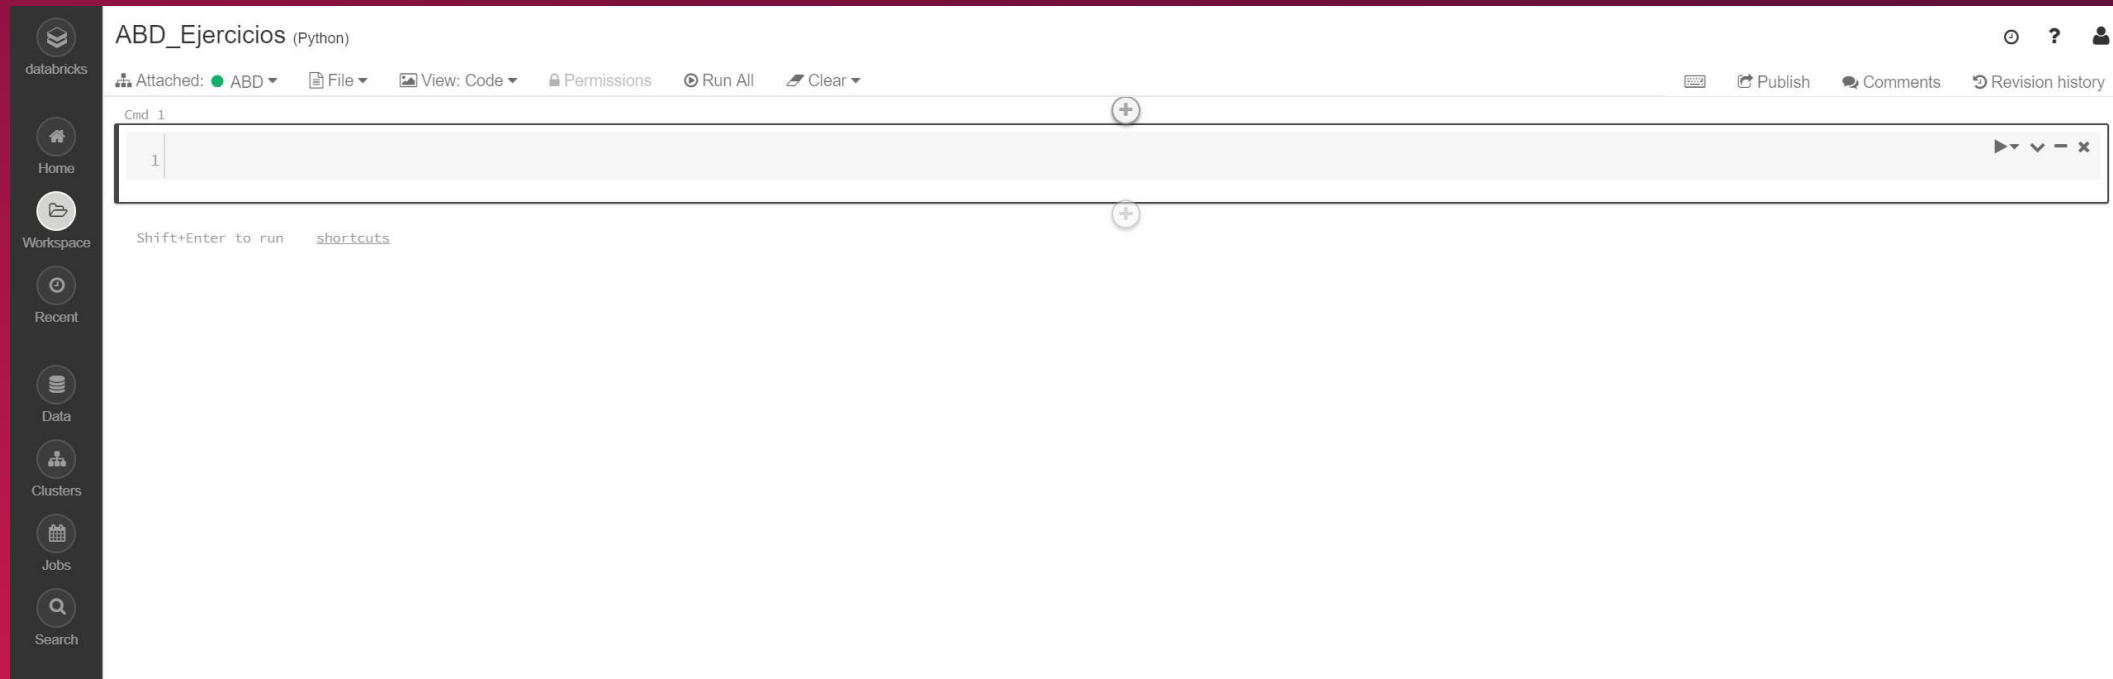 databricks
Home
Workspace
Recent
Data
Clusters
Jobs
Search
ABD_Ejercicios (Python)
Attached: ABD File View: Code Permissions Run All Clear Publish Comments Revision history
Cmd 1
1
Shift+Enter to run shortcuts